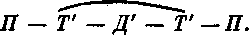 П — Т′ — Д′ — Т′ — П.